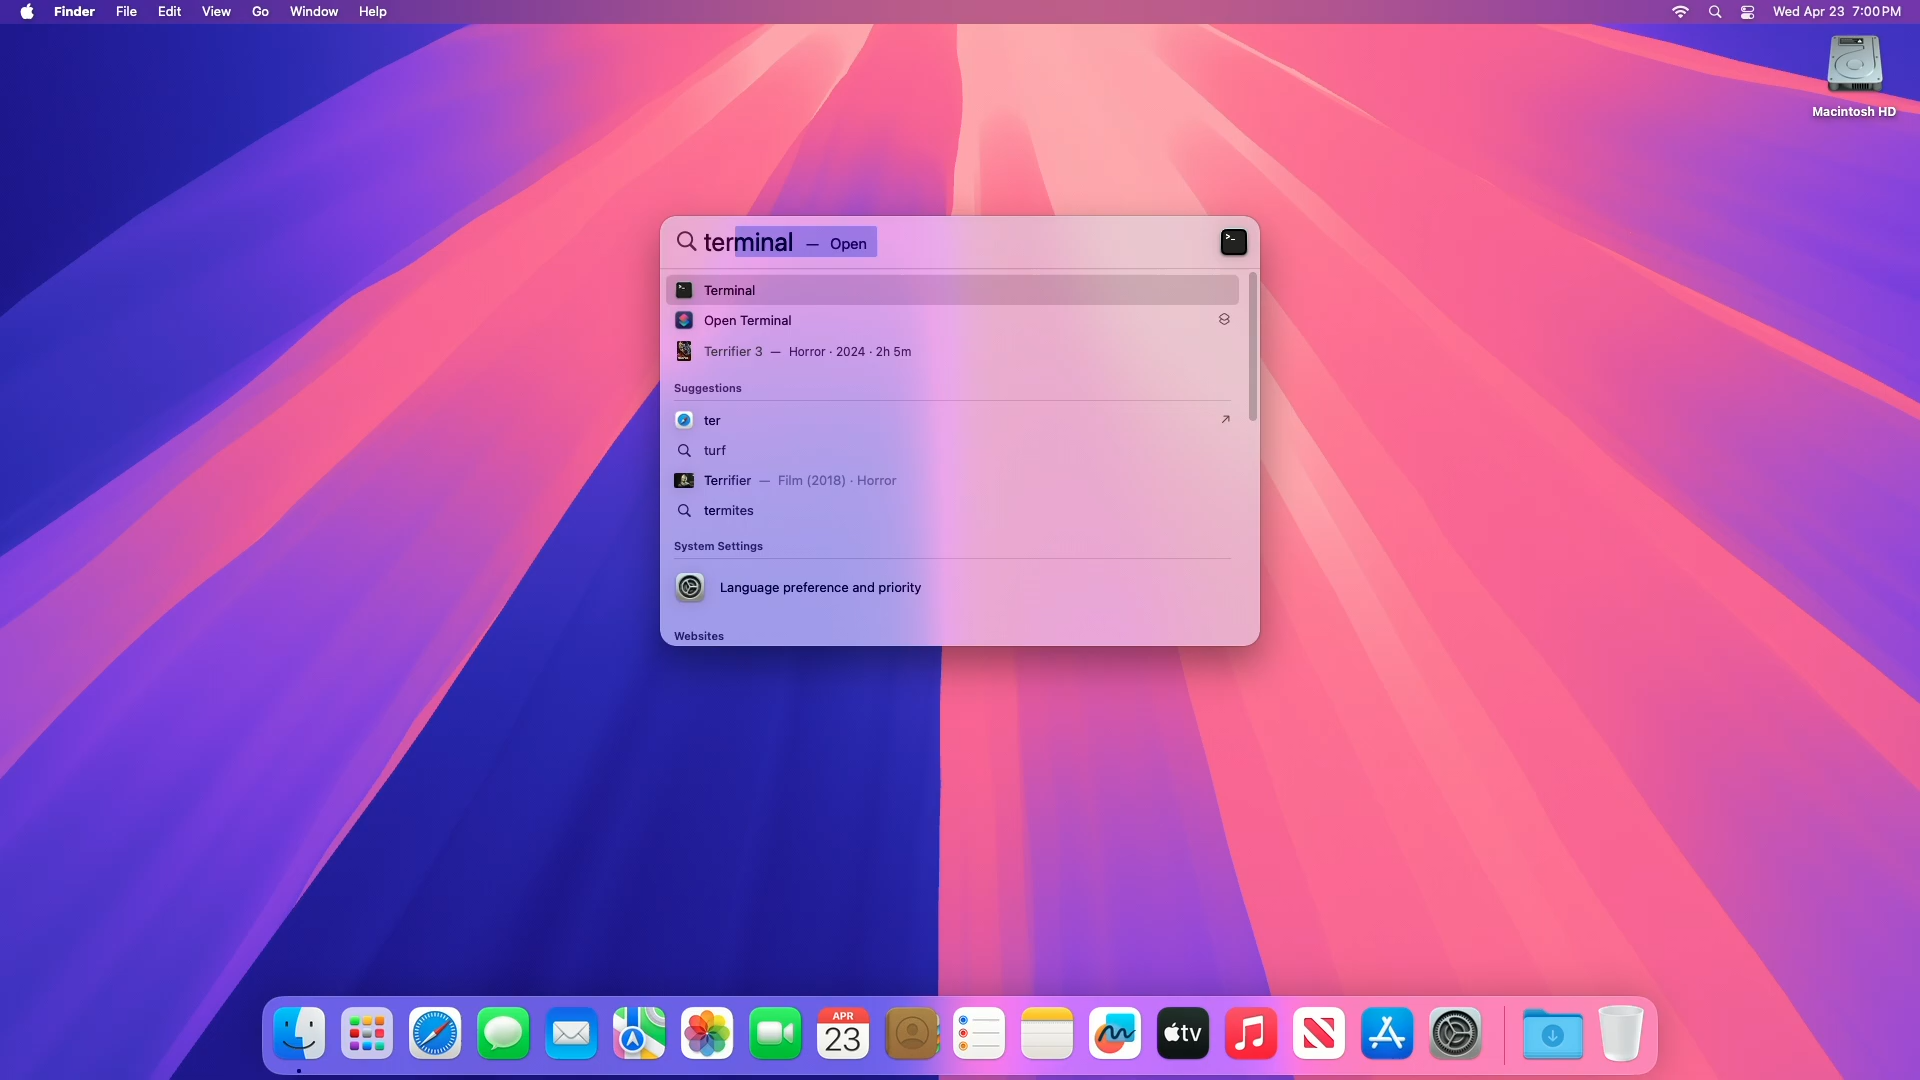 Finder File Edit View Go Window Help
Wed Apr 23 7:00 PM
Macintosh HD
terminal — Open
Terminal
Open Terminal
Terrifier 3 — Horror · 2024 · 2h 5m
Suggestions
ter
turf
Terrifier — Film (2018) · Horror
termites
System Settings
Language preference and priority
Websites
APR
23
tv